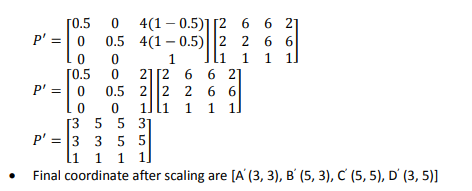 [0.5 0 4(1 − 0.5)] [2 6 6 2]
P′ = | 0 0.5 4(1 − 0.5)| |2 2 6 6|
[0 0 1] [1 1 1 1]
[0.5 0 2] [2 6 6 2]
P′ = | 0 0.5 2| |2 2 6 6|
[0 0 1] [1 1 1 1]
[3 5 5 3]
P′ = |3 3 5 5|
[1 1 1 1]
• Final coordinate after scaling are [A´(3, 3), B´(5, 3), C´(5, 5), D´(3, 5)]